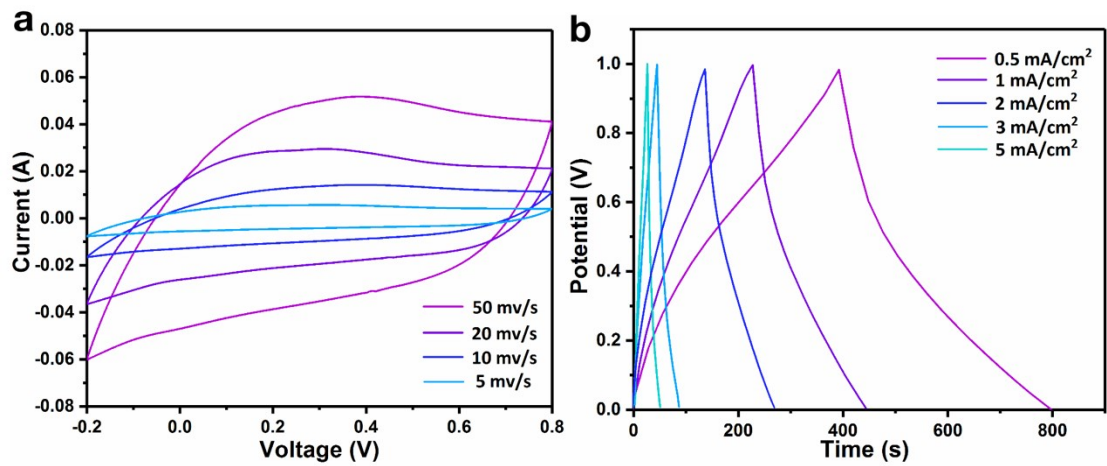 a
0.08
0.06
0.04
0.02
0.00
-0.02
-0.04
-0.06
-0.08
Current (A)
-0.2 0.0 0.2 0.4 0.6 0.8
Voltage (V)
50 mv/s
20 mv/s
10 mv/s
5 mv/s
b
1.0
0.8
0.6
0.4
0.2
0.0
Potential (V)
0 200 400 600 800
Time (s)
0.5 mA/cm²
1 mA/cm²
2 mA/cm²
3 mA/cm²
5 mA/cm²